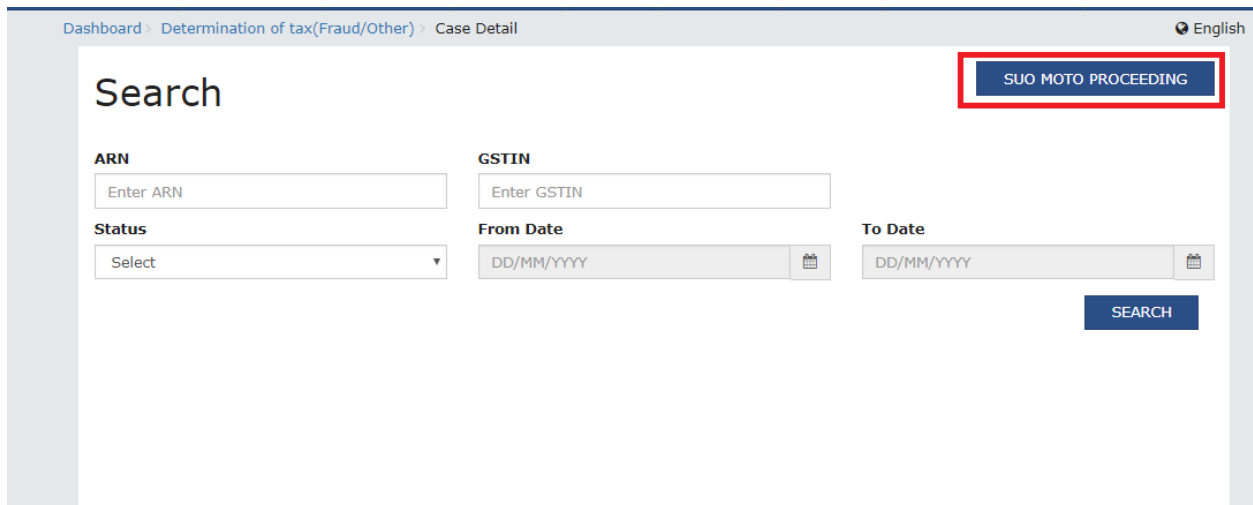 Dashboard > Determination of tax(Fraud/Other) > Case Detail English
SUO MOTO PROCEEDING
Search
ARN GSTIN
Enter ARN Enter GSTIN
Status From Date To Date
Select DD/MM/YYYY DD/MM/YYYY
SEARCH